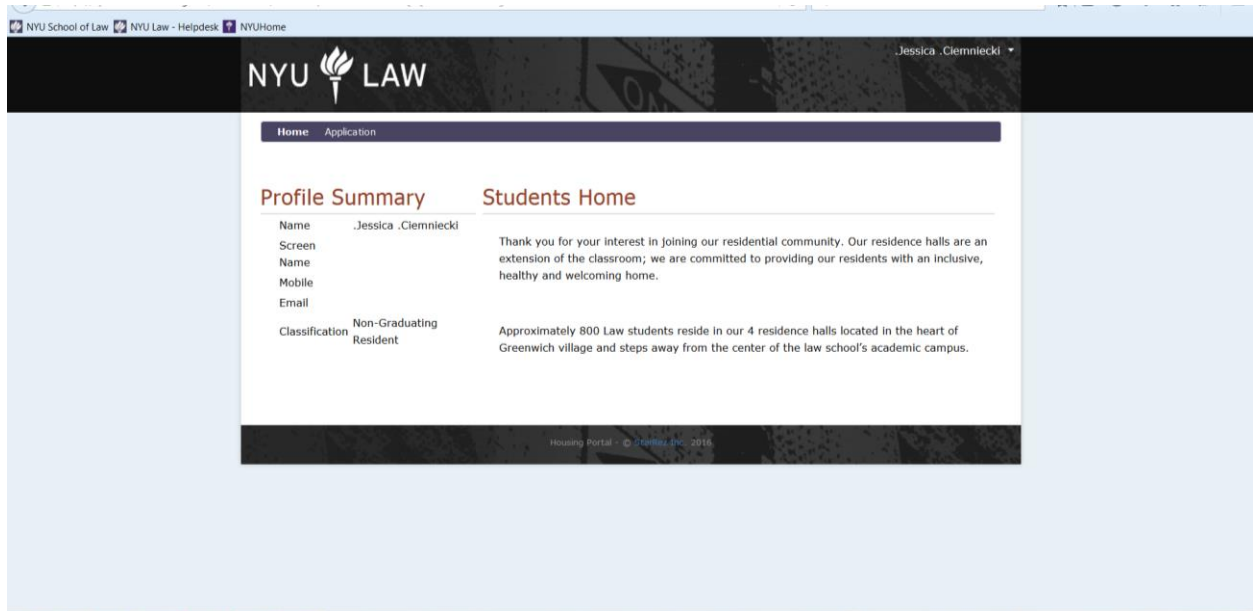 NYU School of Law NYU Law - Helpdesk NYUHome
.Jessica .Ciemniecki
NYU LAW
Home Application
Profile Summary
Name .Jessica .Ciemniecki
Screen
Name
Mobile
Email
Classification Non-Graduating
Resident
Students Home
Thank you for your interest in joining our residential community. Our residence halls are an
extension of the classroom; we are committed to providing our residents with an inclusive,
healthy and welcoming home.
Approximately 800 Law students reside in our 4 residence halls located in the heart of
Greenwich village and steps away from the center of the law school's academic campus.
Housing Portal - © Inc. 2016